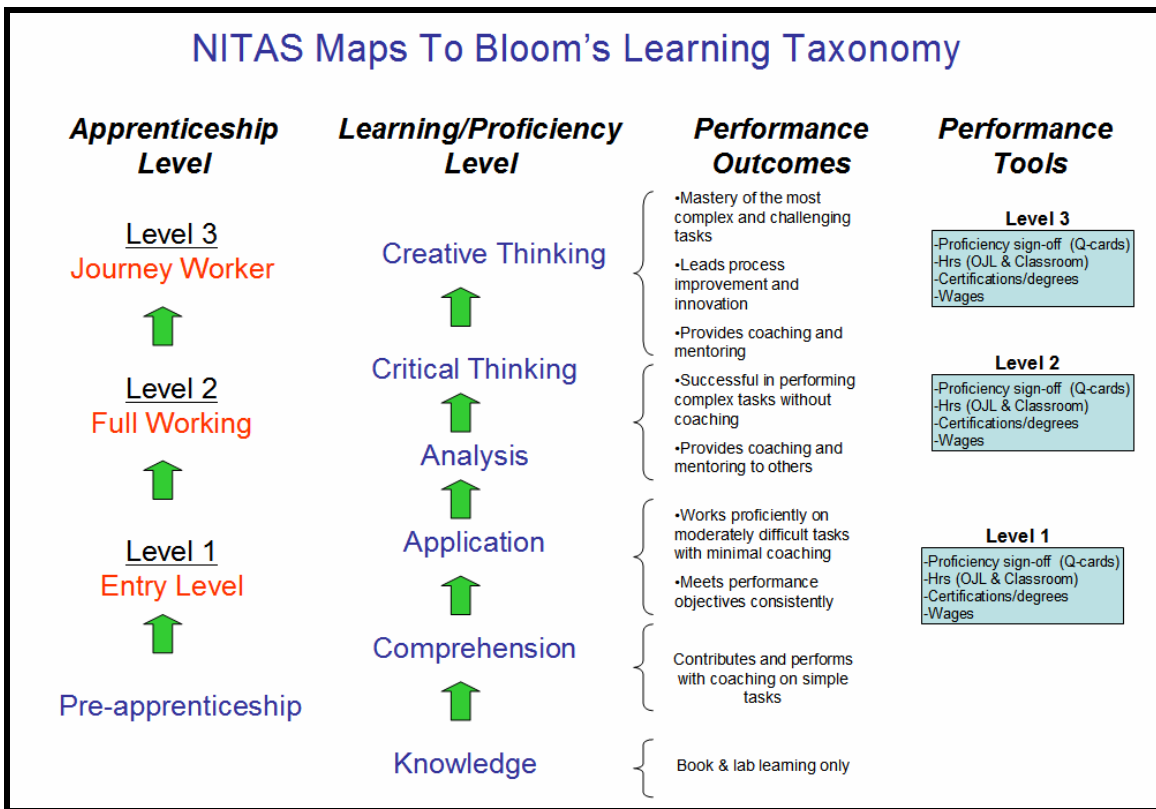 NITAS Maps To Bloom's Learning Taxonomy
Apprenticeship
Level
Level 3
Journey Worker
Level 2
Full Working
Level 1
Entry Level
Pre-apprenticeship
Learning/Proficiency
Level
Creative Thinking
Critical Thinking
Analysis
Application
Comprehension
Knowledge
Performance
Outcomes
•Mastery of the most
complex and challenging
tasks
•Leads process
improvement and
innovation
•Provides coaching and
mentoring
•Successful in performing
complex tasks without
coaching
•Provides coaching and
mentoring to others
•Works proficiently on
moderately difficult tasks
with minimal coaching
•Meets performance
objectives consistently
Contributes and performs
with coaching on simple
tasks
Book & lab learning only
Performance
Tools
Level 3
-Proficiency sign-off (Q-cards)
-Hrs (OJL & Classroom)
-Certifications/degrees
-Wages
Level 2
-Proficiency sign-off (Q-cards)
-Hrs (OJL & Classroom)
-Certifications/degrees
-Wages
Level 1
-Proficiency sign-off (Q-cards)
-Hrs (OJL & Classroom)
-Certifications/degrees
-Wages